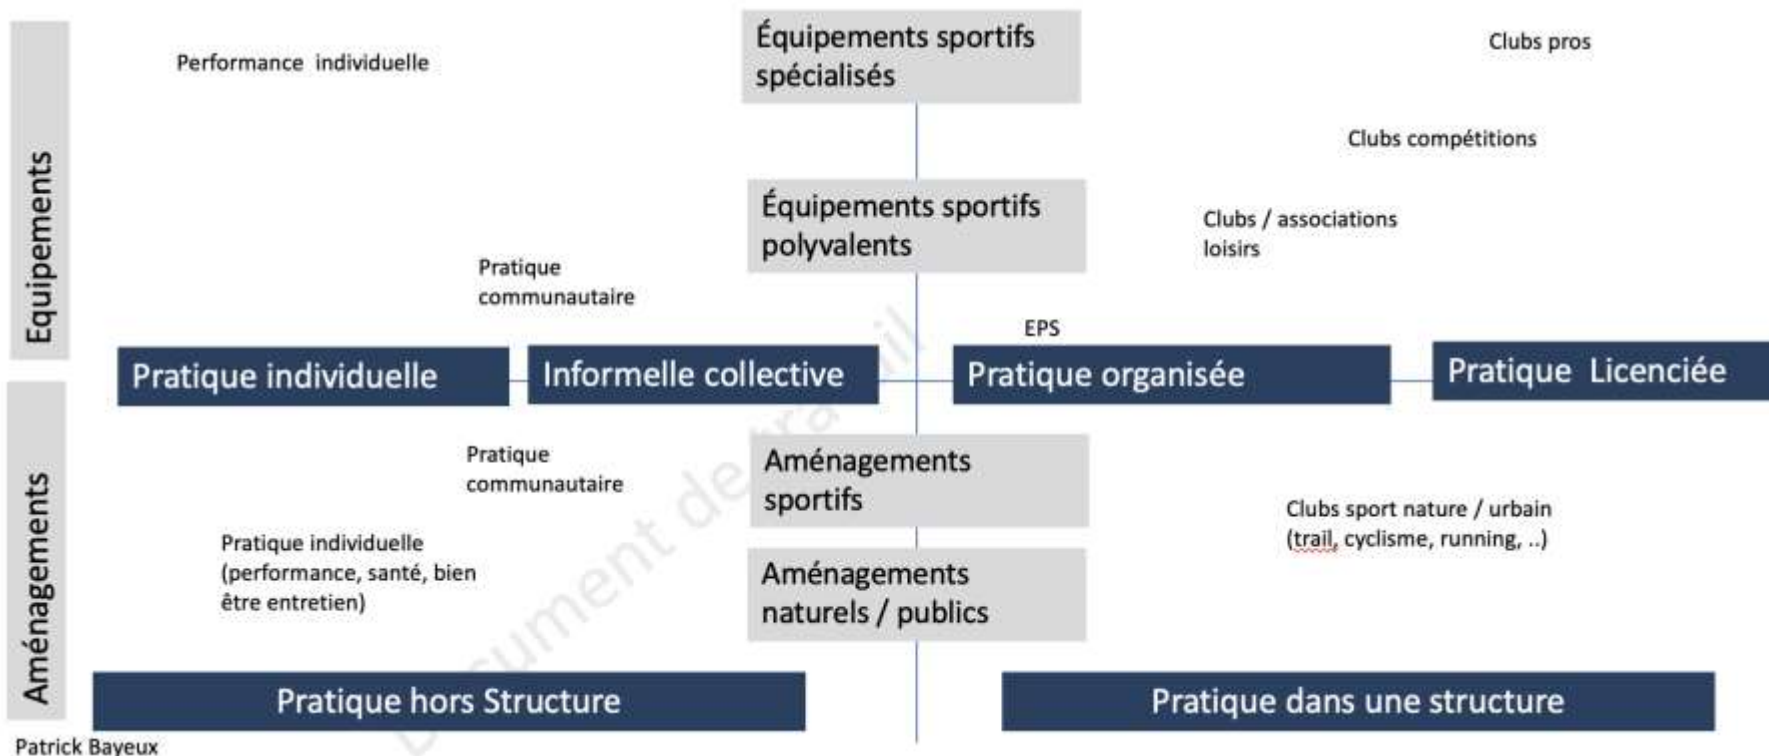 Équipements sportifs
spécialisés
Clubs pros
Performance individuelle
Clubs compétitions
Equipements
Équipements sportifs
polyvalents
Clubs / associations
loisirs
Pratique
communautaire
EPS
Pratique individuelle
Informelle collective
Pratique organisée
Pratique Licenciée
Aménagements
Pratique
communautaire
Aménagements
sportifs
Clubs sport nature / urbain
(trail, cyclisme, running, ..)
Pratique individuelle
(performance, santé, bien
être entretien)
Aménagements
naturels / publics
Pratique hors Structure
Pratique dans une structure
Patrick Bayeux
Document de travail